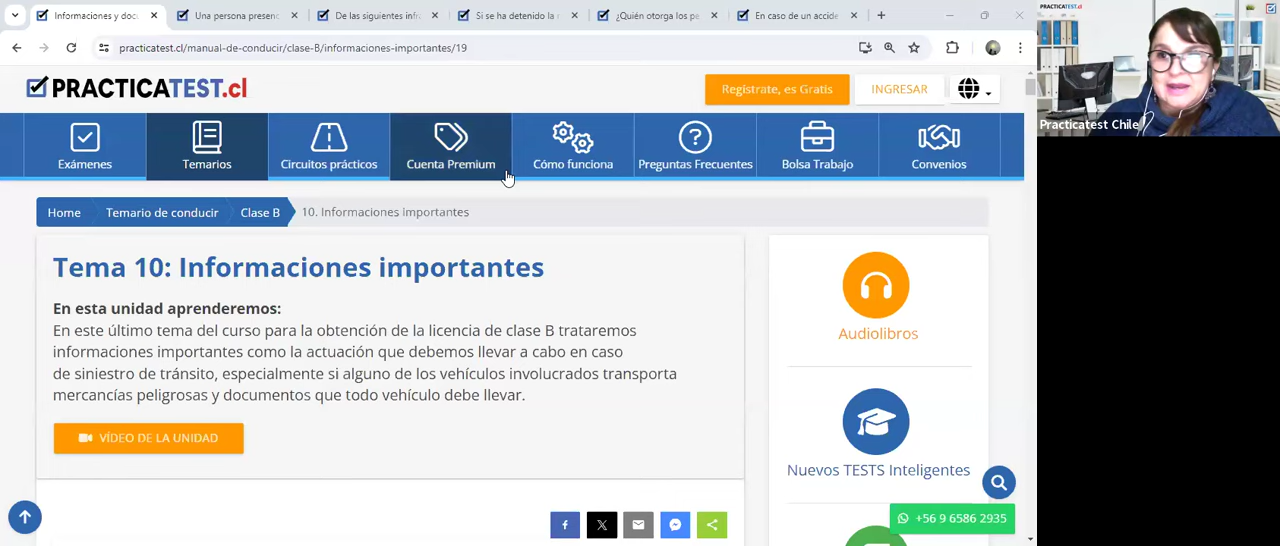 Informaciones y docu
Una persona presenc
De las siguientes infra
Si se ha detenido la r
¿Quién otorga los pe
En caso de un accide
practicatest.cl/manual-de-conducir/clase-B/informaciones-importantes/19
PRACTICATEST.cl
Regístrate, es Gratis
INGRESAR
Exámenes
Temarios
Circuitos prácticos
Cuenta Premium
Cómo funciona
Preguntas Frecuentes
Bolsa Trabajo
Convenios
Home
Temario de conducir
Clase B
10. Informaciones importantes
Tema 10: Informaciones importantes
En esta unidad aprenderemos:
En este último tema del curso para la obtención de la licencia de clase B trataremos
informaciones importantes como la actuación que debemos llevar a cabo en caso
de siniestro de tránsito, especialmente si alguno de los vehículos involucrados transporta
mercancías peligrosas y documentos que todo vehículo debe llevar.
VÍDEO DE LA UNIDAD
Audiolibros
Nuevos TESTS Inteligentes
+56 9 6586 2935
PRACTICATEST.cl
Practicatest Chile